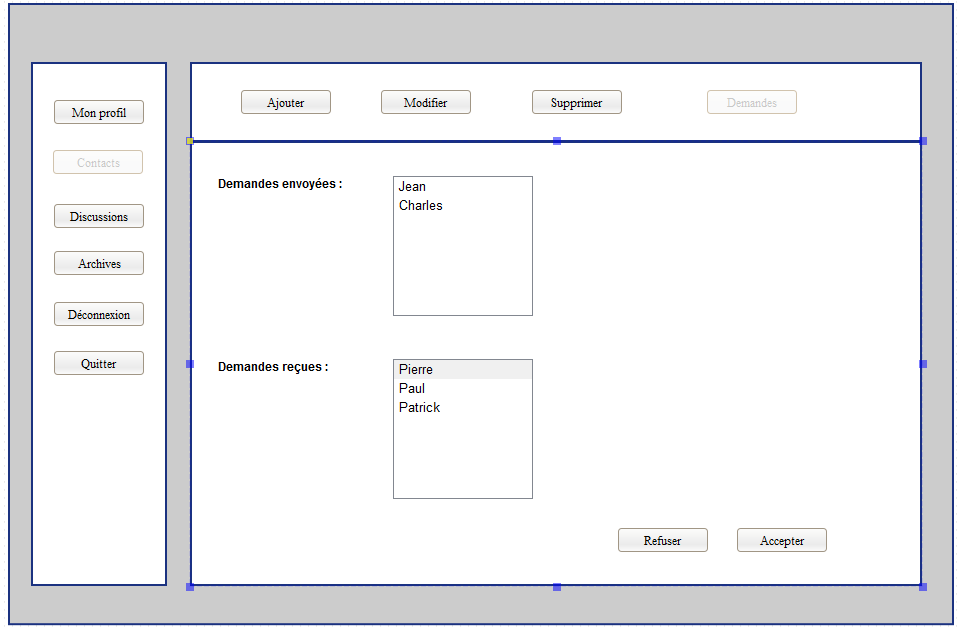 Mon profil
Contacts
Discussions
Archives
Déconnexion
Quitter
Ajouter Modifier Supprimer Demandes
Demandes envoyées :
Jean
Charles
Demandes reçues :
Pierre
Paul
Patrick
Refuser Accepter